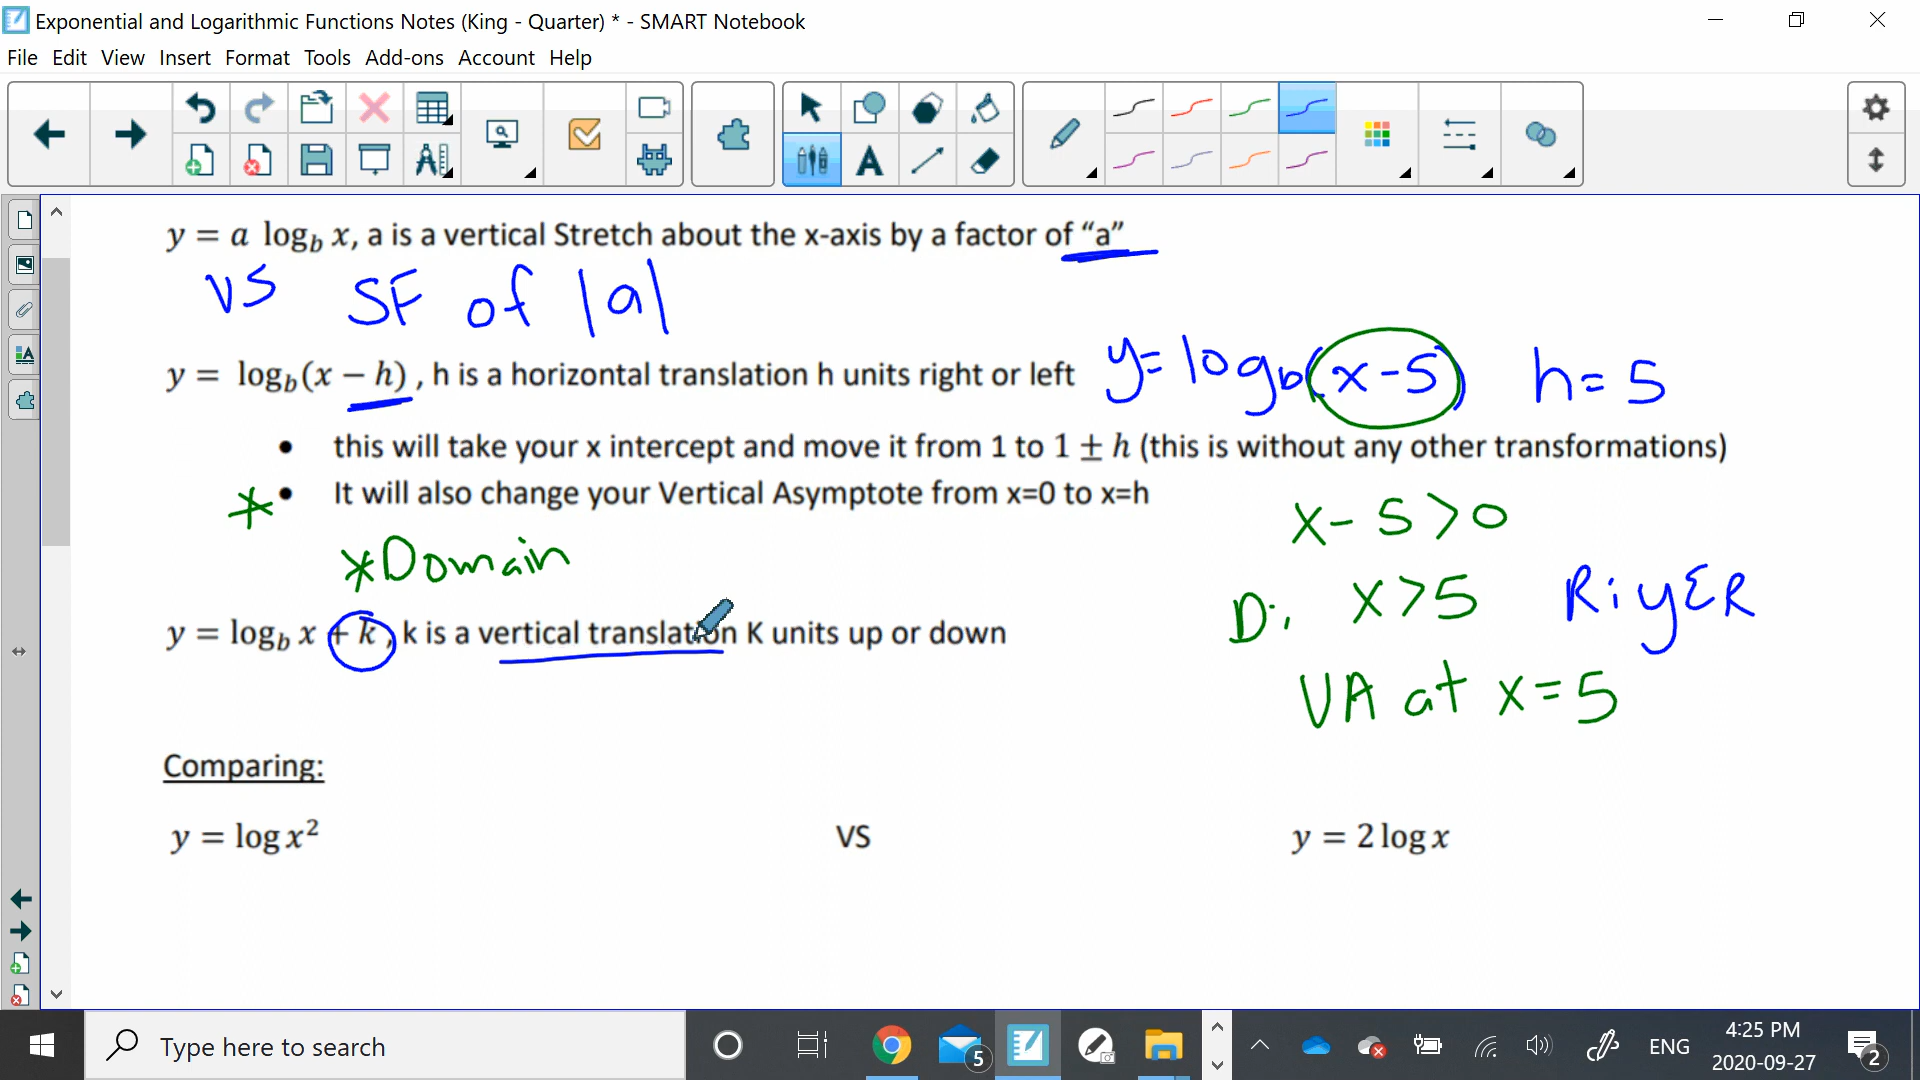 Exponential and Logarithmic Functions Notes (King - Quarter) * - SMART Notebook
File Edit View Insert Format Tools Add-ons Account Help
y = a log_b x, a is a vertical Stretch about the x-axis by a factor of “a”
VS SF of |a|
y = log_b(x − h) , h is a horizontal translation h units right or left y= log_b(x-5) h= 5
• this will take your x intercept and move it from 1 to 1 ± h (this is without any other transformations)
* • It will also change your Vertical Asymptote from x=0 to x=h
x- 5 >0
*Domain
D: x>5 R: yΣR
y = log_b x + k , k is a vertical translation K units up or down
VA at x=5
Comparing:
y = log x² VS y = 2 log x
Type here to search
5
ENG
4:25 PM
2020-09-27
2